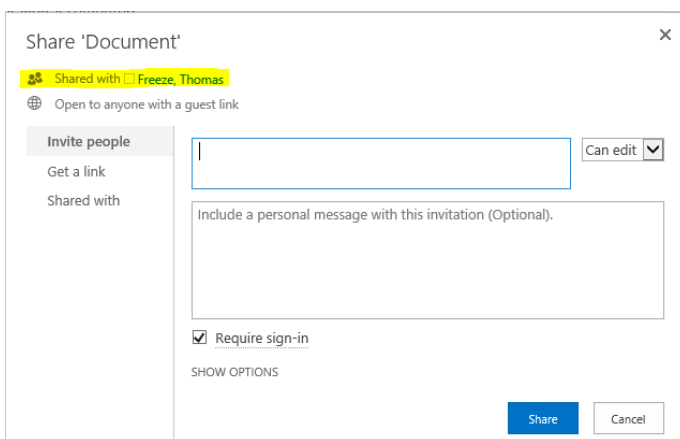 Share 'Document'
Shared with Freeze, Thomas
Open to anyone with a guest link
Invite people
Can edit
Get a link
Shared with
Include a personal message with this invitation (Optional).
Require sign-in
SHOW OPTIONS
Share Cancel